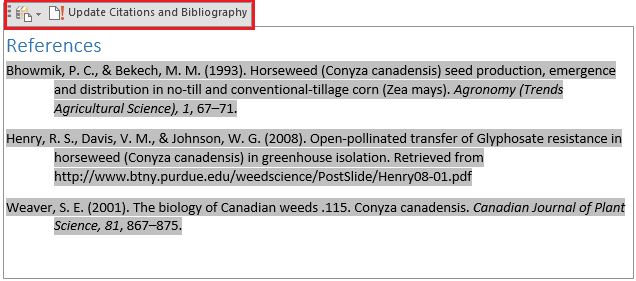 Update Citations and Bibliography
References
Bhowmik, P. C., & Bekech, M. M. (1993). Horseweed (Conyza canadensis) seed production, emergence
and distribution in no-till and conventional-tillage corn (Zea mays). Agronomy (Trends
Agricultural Science), 1, 67–71.
Henry, R. S., Davis, V. M., & Johnson, W. G. (2008). Open-pollinated transfer of Glyphosate resistance in
horseweed (Conyza canadensis) in greenhouse isolation. Retrieved from
http://www.btny.purdue.edu/weedscience/PostSlide/Henry08-01.pdf
Weaver, S. E. (2001). The biology of Canadian weeds .115. Conyza canadensis. Canadian Journal of Plant
Science, 81, 867–875.